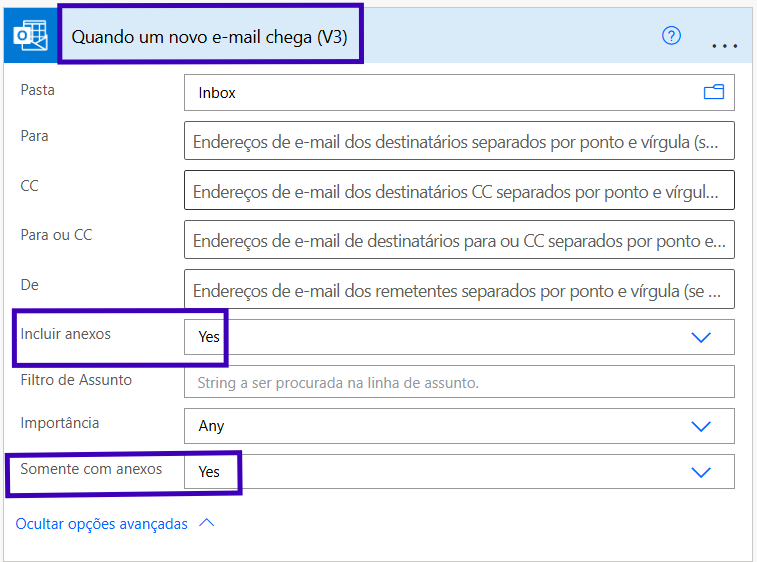 Quando um novo e-mail chega (V3)
Pasta
Inbox
Para
Endereços de e-mail dos destinatários separados por ponto e vírgula (s...
CC
Endereços de e-mail dos destinatários CC separados por ponto e vírgul...
Para ou CC
Endereços de e-mail de destinatários para ou CC separados por ponto e...
De
Endereços de e-mail dos remetentes separados por ponto e vírgula (se ...
Incluir anexos
Yes
Filtro de Assunto
String a ser procurada na linha de assunto.
Importância
Any
Somente com anexos
Yes
Ocultar opções avançadas